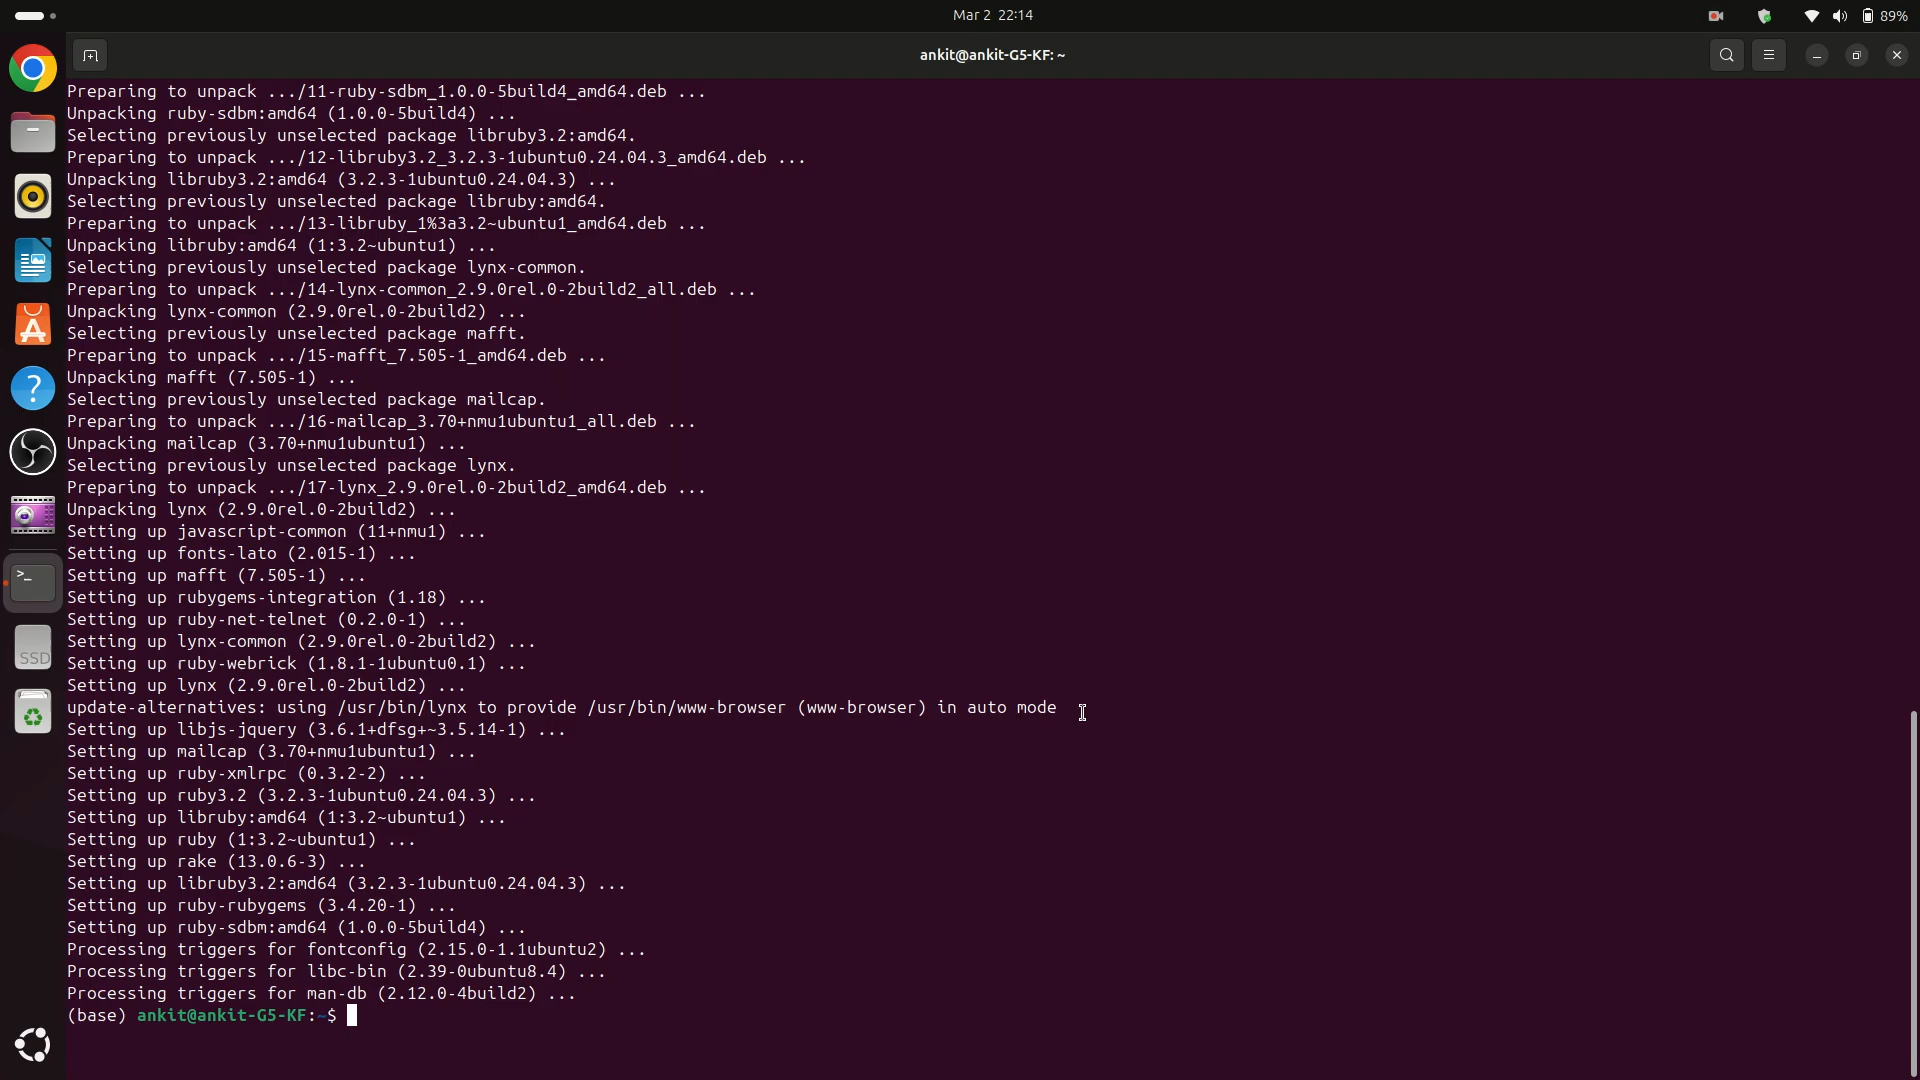 Mar 2 22:14
89%
ankit@ankit-G5-KF: ~
Preparing to unpack .../11-ruby-sdbm_1.0.0-5build4_amd64.deb ...
Unpacking ruby-sdbm:amd64 (1.0.0-5build4) ...
Selecting previously unselected package libruby3.2:amd64.
Preparing to unpack .../12-libruby3.2_3.2.3-1ubuntu0.24.04.3_amd64.deb ...
Unpacking libruby3.2:amd64 (3.2.3-1ubuntu0.24.04.3) ...
Selecting previously unselected package libruby:amd64.
Preparing to unpack .../13-libruby_1%3a3.2~ubuntu1_amd64.deb ...
Unpacking libruby:amd64 (1:3.2~ubuntu1) ...
Selecting previously unselected package lynx-common.
Preparing to unpack .../14-lynx-common_2.9.0rel.0-2build2_all.deb ...
Unpacking lynx-common (2.9.0rel.0-2build2) ...
Selecting previously unselected package mafft.
Preparing to unpack .../15-mafft_7.505-1_amd64.deb ...
Unpacking mafft (7.505-1) ...
Selecting previously unselected package mailcap.
Preparing to unpack .../16-mailcap_3.70+nmu1ubuntu1_all.deb ...
Unpacking mailcap (3.70+nmu1ubuntu1) ...
Selecting previously unselected package lynx.
Preparing to unpack .../17-lynx_2.9.0rel.0-2build2_amd64.deb ...
Unpacking lynx (2.9.0rel.0-2build2) ...
Setting up javascript-common (11+nmu1) ...
Setting up fonts-lato (2.015-1) ...
Setting up mafft (7.505-1) ...
Setting up rubygems-integration (1.18) ...
Setting up ruby-net-telnet (0.2.0-1) ...
Setting up lynx-common (2.9.0rel.0-2build2) ...
Setting up ruby-webrick (1.8.1-1ubuntu0.1) ...
Setting up lynx (2.9.0rel.0-2build2) ...
update-alternatives: using /usr/bin/lynx to provide /usr/bin/www-browser (www-browser) in auto mode
Setting up libjs-jquery (3.6.1+dfsg+~3.5.14-1) ...
Setting up mailcap (3.70+nmu1ubuntu1) ...
Setting up ruby-xmlrpc (0.3.2-2) ...
Setting up ruby3.2 (3.2.3-1ubuntu0.24.04.3) ...
Setting up libruby:amd64 (1:3.2~ubuntu1) ...
Setting up ruby (1:3.2~ubuntu1) ...
Setting up rake (13.0.6-3) ...
Setting up libruby3.2:amd64 (3.2.3-1ubuntu0.24.04.3) ...
Setting up ruby-rubygems (3.4.20-1) ...
Setting up ruby-sdbm:amd64 (1.0.0-5build4) ...
Processing triggers for fontconfig (2.15.0-1.1ubuntu2) ...
Processing triggers for libc-bin (2.39-0ubuntu8.4) ...
Processing triggers for man-db (2.12.0-4build2) ...
(base) ankit@ankit-G5-KF:~$
SSD